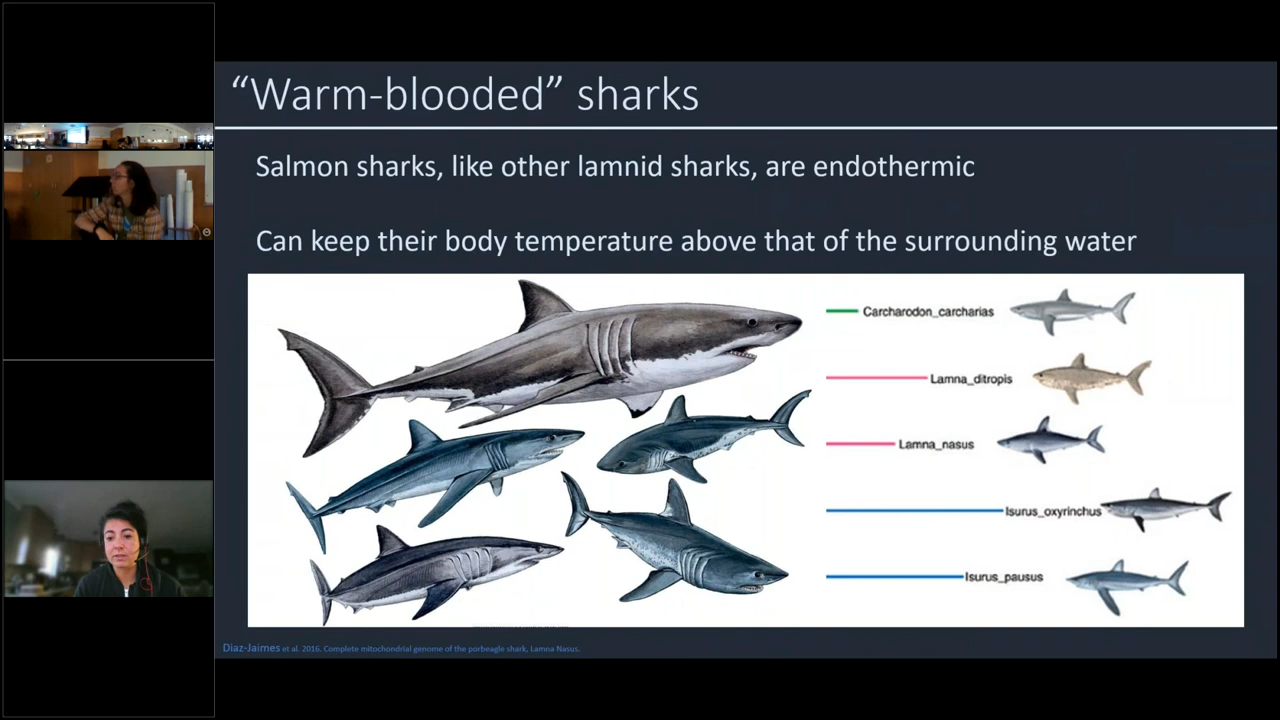 “Warm-blooded” sharks
Salmon sharks, like other lamnid sharks, are endothermic
Can keep their body temperature above that of the surrounding water
Carcharodon_carcharias
Lamna_ditropis
Lamna_nasus
Isurus_oxyrinchus
Isurus_pausus
Diaz-Jaimes et al. 2016. Complete mitochondrial genome of the porbeagle shark, Lamna Nasus.